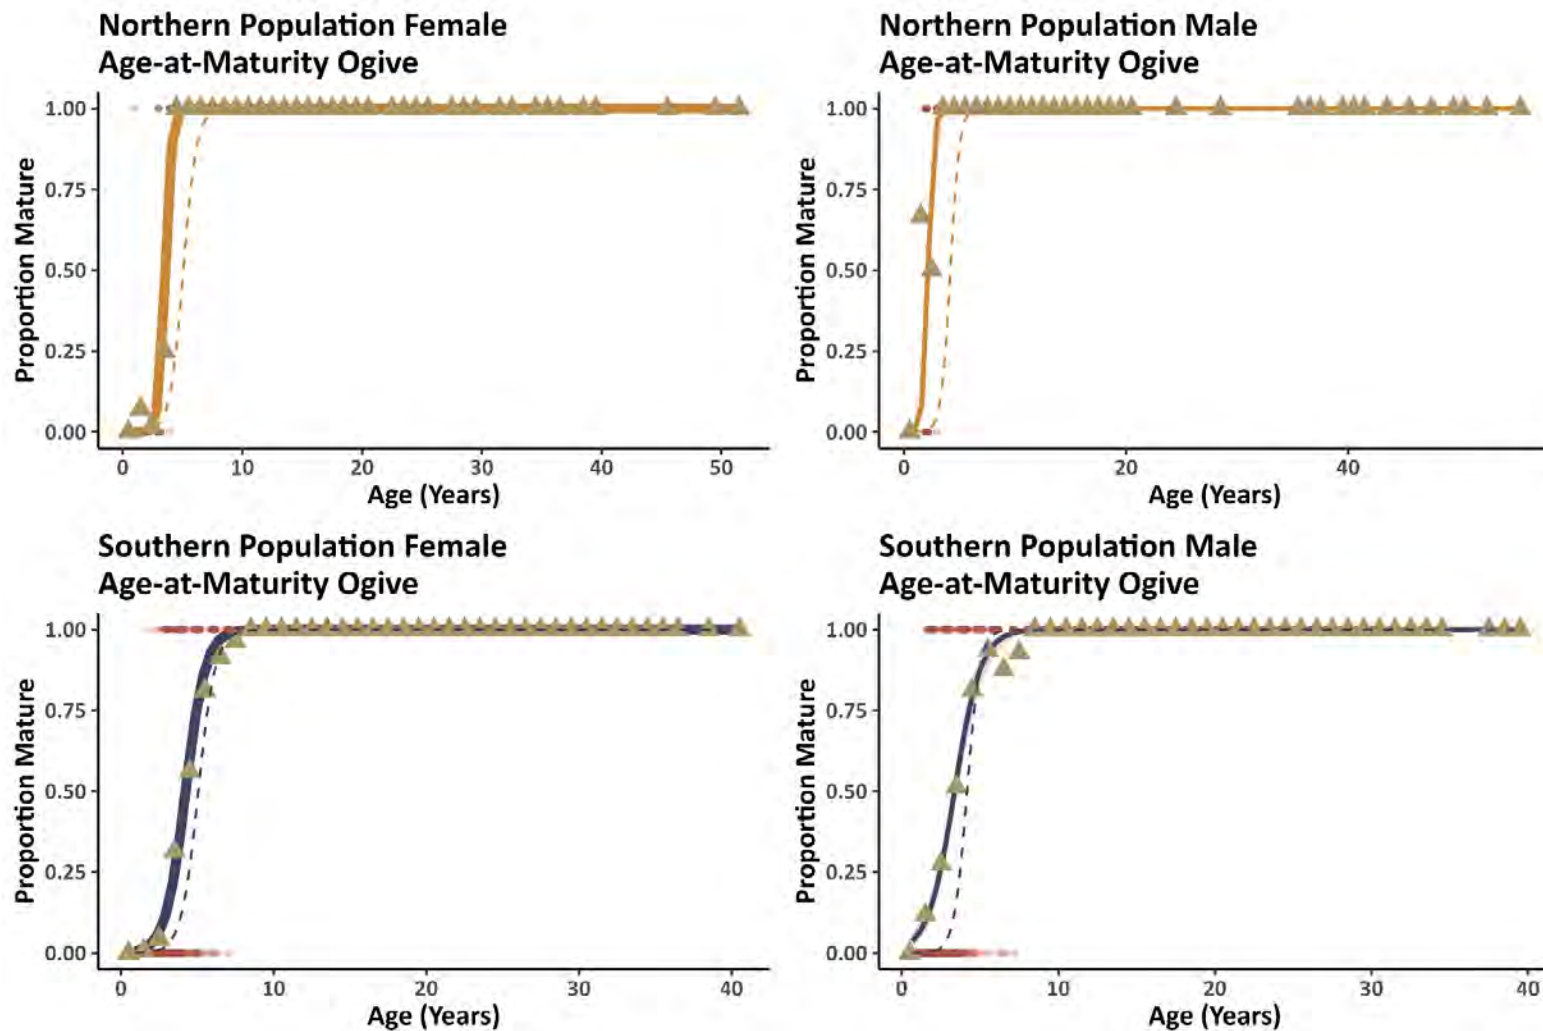 Northern Population Female
Age-at-Maturity Ogive
1.00
0.75
0.50
0.25
0.00
Proportion Mature
0 10 20 30 40 50
Age (Years)
Northern Population Male
Age-at-Maturity Ogive
1.00
0.75
0.50
0.25
0.00
Proportion Mature
0 20 40
Age (Years)
Southern Population Female
Age-at-Maturity Ogive
1.00
0.75
0.50
0.25
0.00
Proportion Mature
0 10 20 30 40
Age (Years)
Southern Population Male
Age-at-Maturity Ogive
1.00
0.75
0.50
0.25
0.00
Proportion Mature
0 10 20 30 40
Age (Years)